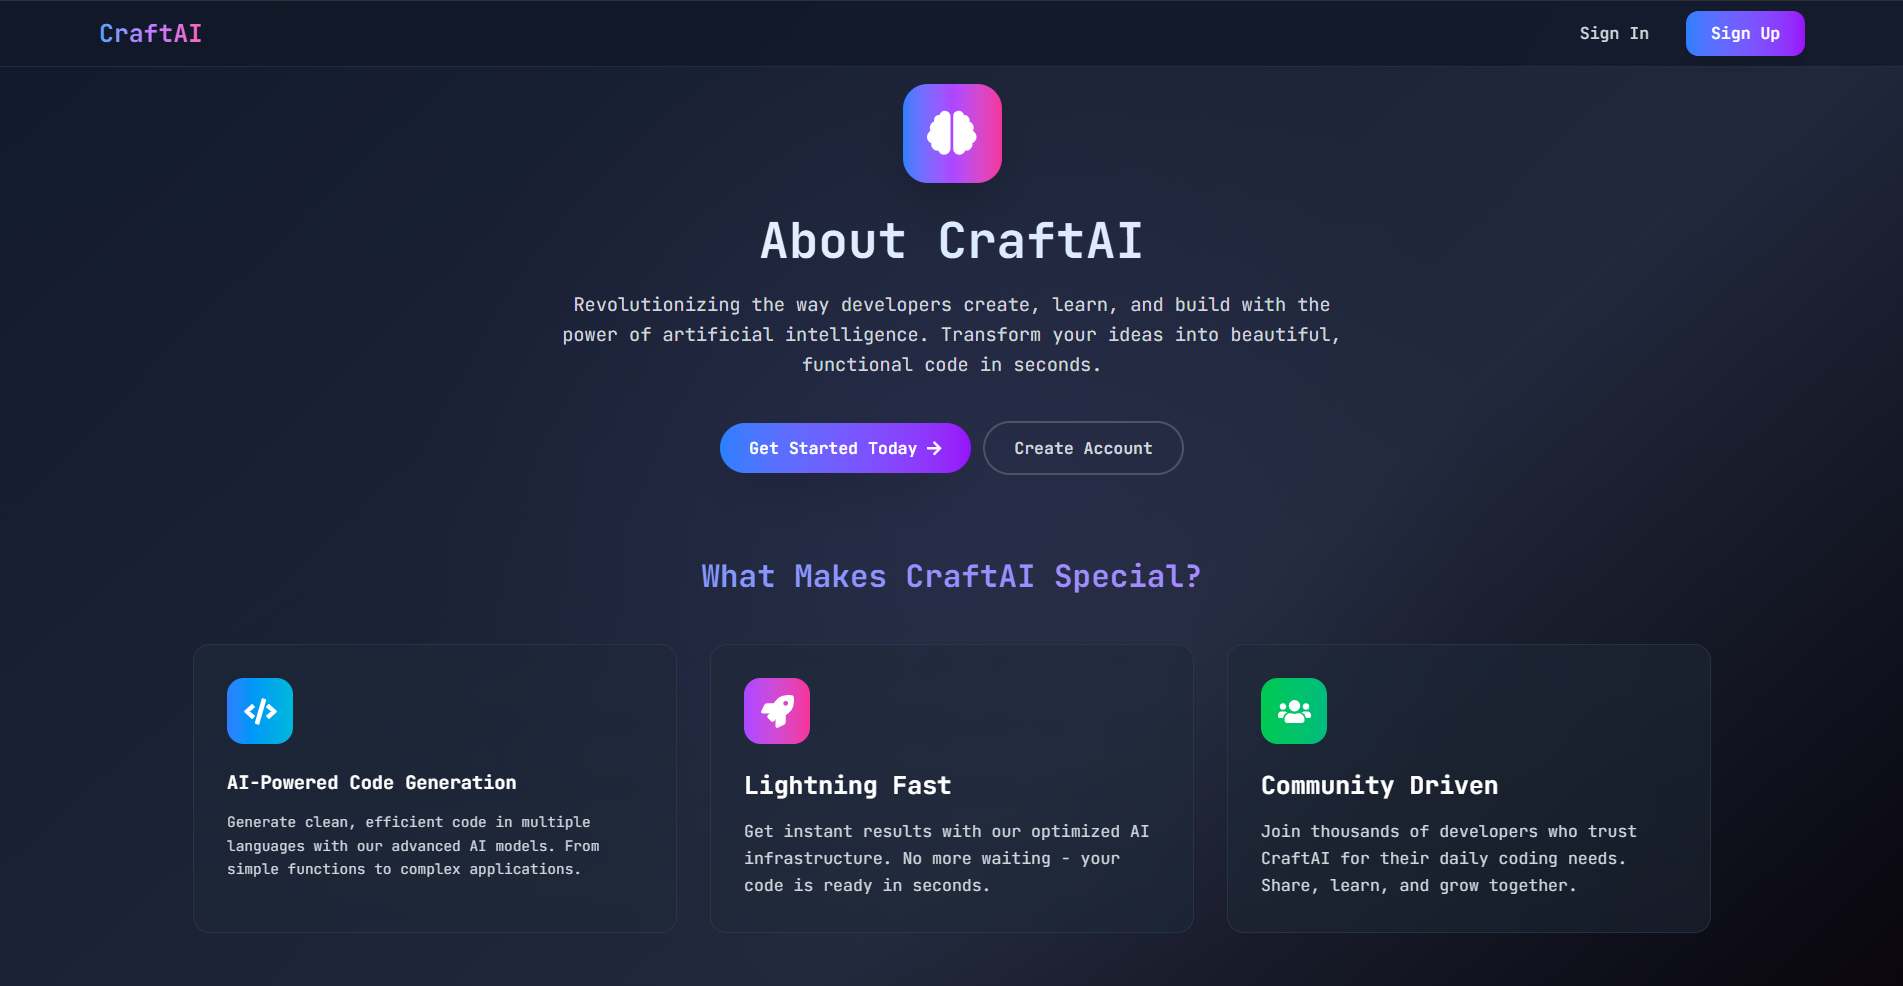 CraftAI
Sign In
Sign Up
About CraftAI
Revolutionizing the way developers create, learn, and build with the
power of artificial intelligence. Transform your ideas into beautiful,
functional code in seconds.
Get Started Today →
Create Account
What Makes CraftAI Special?
AI-Powered Code Generation
Generate clean, efficient code in multiple
languages with our advanced AI models. From
simple functions to complex applications.
Lightning Fast
Get instant results with our optimized AI
infrastructure. No more waiting - your
code is ready in seconds.
Community Driven
Join thousands of developers who trust
CraftAI for their daily coding needs.
Share, learn, and grow together.